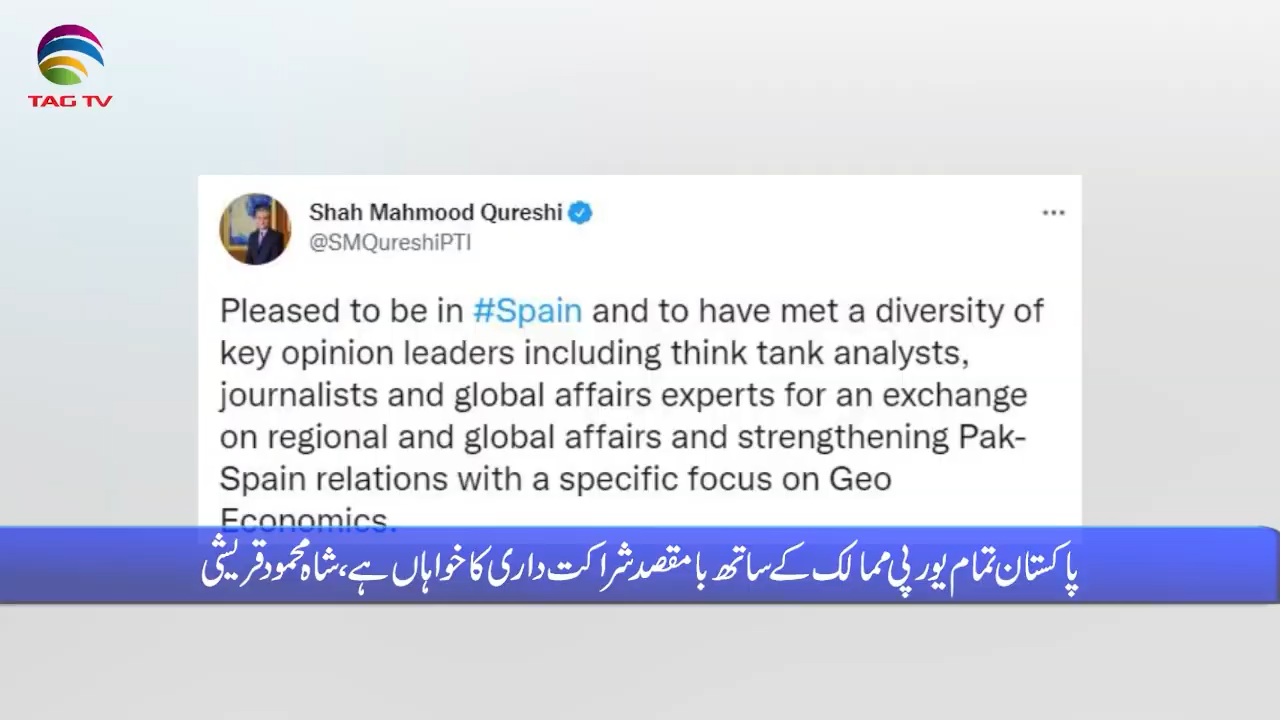 TAG TV
Shah Mahmood Qureshi
@SMQureshiPTI
Pleased to be in #Spain and to have met a diversity of
key opinion leaders including think tank analysts,
journalists and global affairs experts for an exchange
on regional and global affairs and strengthening Pak-
Spain relations with a specific focus on Geo
Economics.
پاکستان تمام یورپی ممالک کے ساتھ بامقصد شراکت داری کا خواہاں ہے، شاہ محمود قریشی